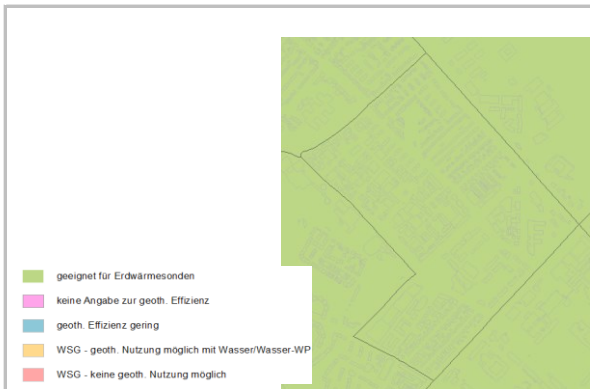 geeignet für Erdwärmesonden
keine Angabe zur geoth. Effizienz
geoth. Effizienz gering
WSG - geoth. Nutzung möglich mit Wasser/Wasser-WP
WSG - keine geoth. Nutzung möglich